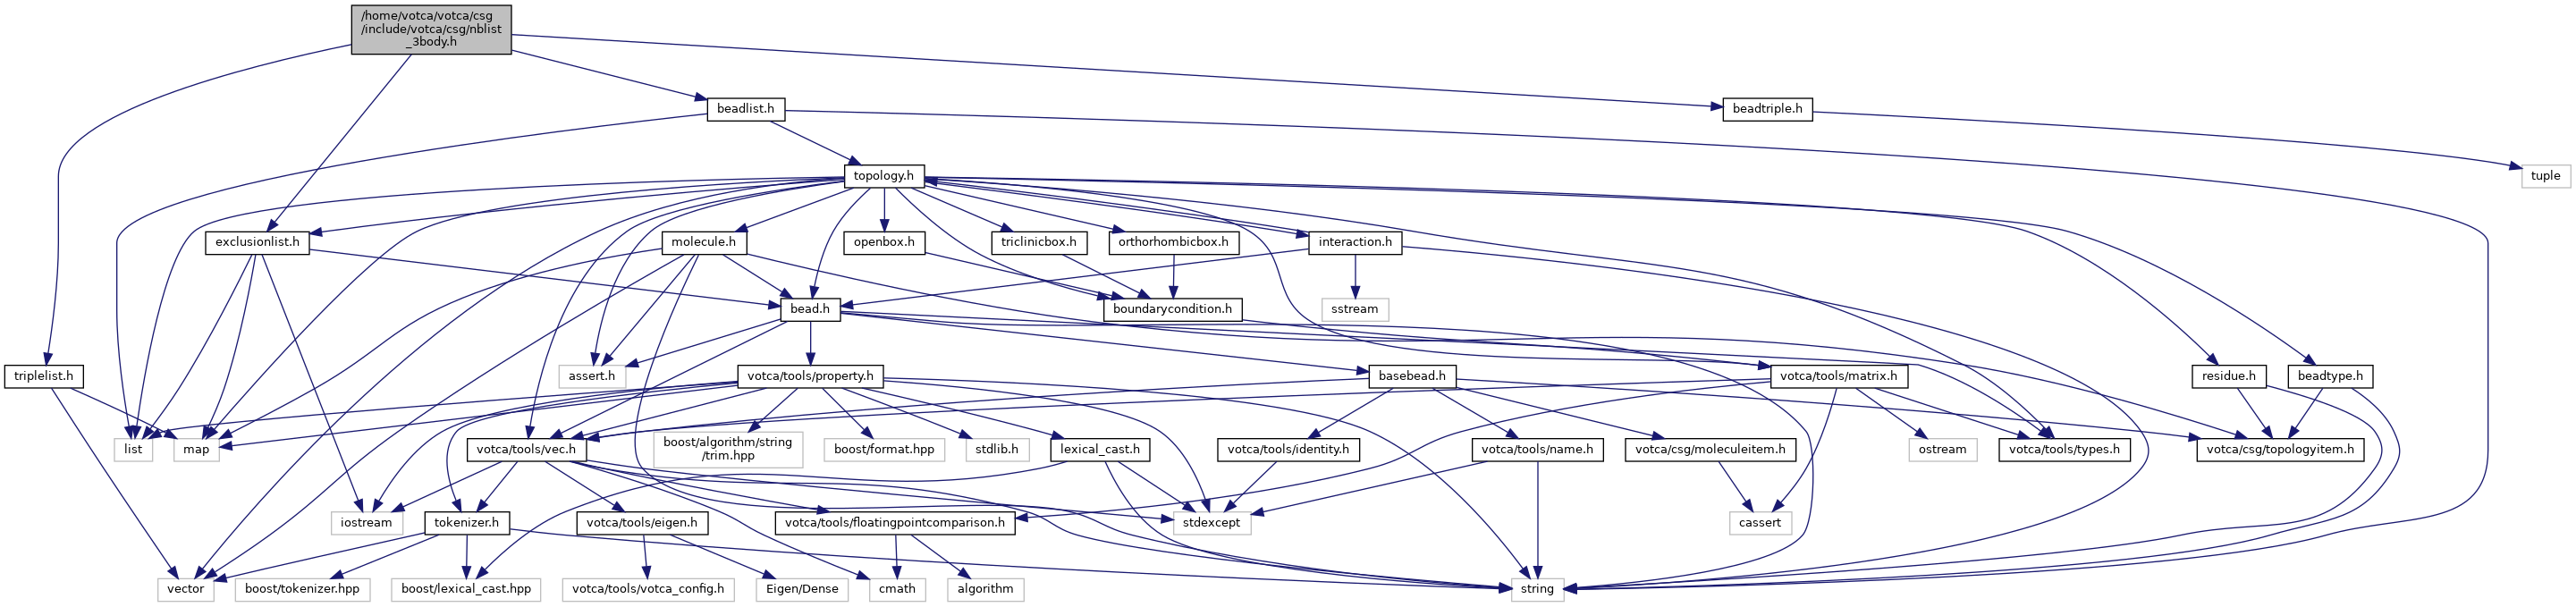 /home/votca/votca/csg
/include/votca/csg/nblist
_3body.h
beadlist.h
beadtriple.h
topology.h
tuple
exclusionlist.h
molecule.h
openbox.h
triclinicbox.h
orthorhombicbox.h
interaction.h
bead.h
boundarycondition.h
sstream
triplelist.h
assert.h
votca/tools/property.h
basebead.h
votca/tools/matrix.h
residue.h
beadtype.h
list
map
votca/tools/vec.h
boost/algorithm/string
/trim.hpp
boost/format.hpp
stdlib.h
lexical_cast.h
votca/tools/identity.h
votca/tools/name.h
votca/csg/moleculeitem.h
ostream
votca/tools/types.h
votca/csg/topologyitem.h
iostream
tokenizer.h
votca/tools/eigen.h
votca/tools/floatingpointcomparison.h
stdexcept
cassert
vector
boost/tokenizer.hpp
boost/lexical_cast.hpp
votca/tools/votca_config.h
Eigen/Dense
cmath
algorithm
string